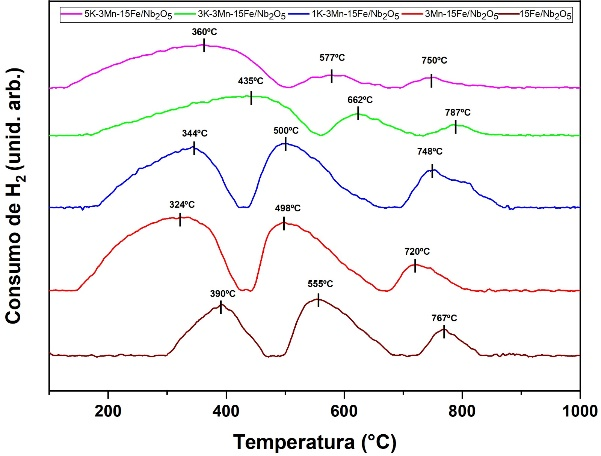 5K-3Mn-15Fe/Nb₂O₅ 3K-3Mn-15Fe/Nb₂O₅ 1K-3Mn-15Fe/Nb₂O₅ 3Mn-15Fe/Nb₂O₅ 15Fe/Nb₂O₅
360ºC
577ºC
750ºC
435ºC
662ºC
787ºC
344ºC
500ºC
748ºC
324ºC
498ºC
720ºC
390ºC
555ºC
767ºC
Consumo de H₂ (unid. arb.)
200 400 600 800 1000
Temperatura (°C)